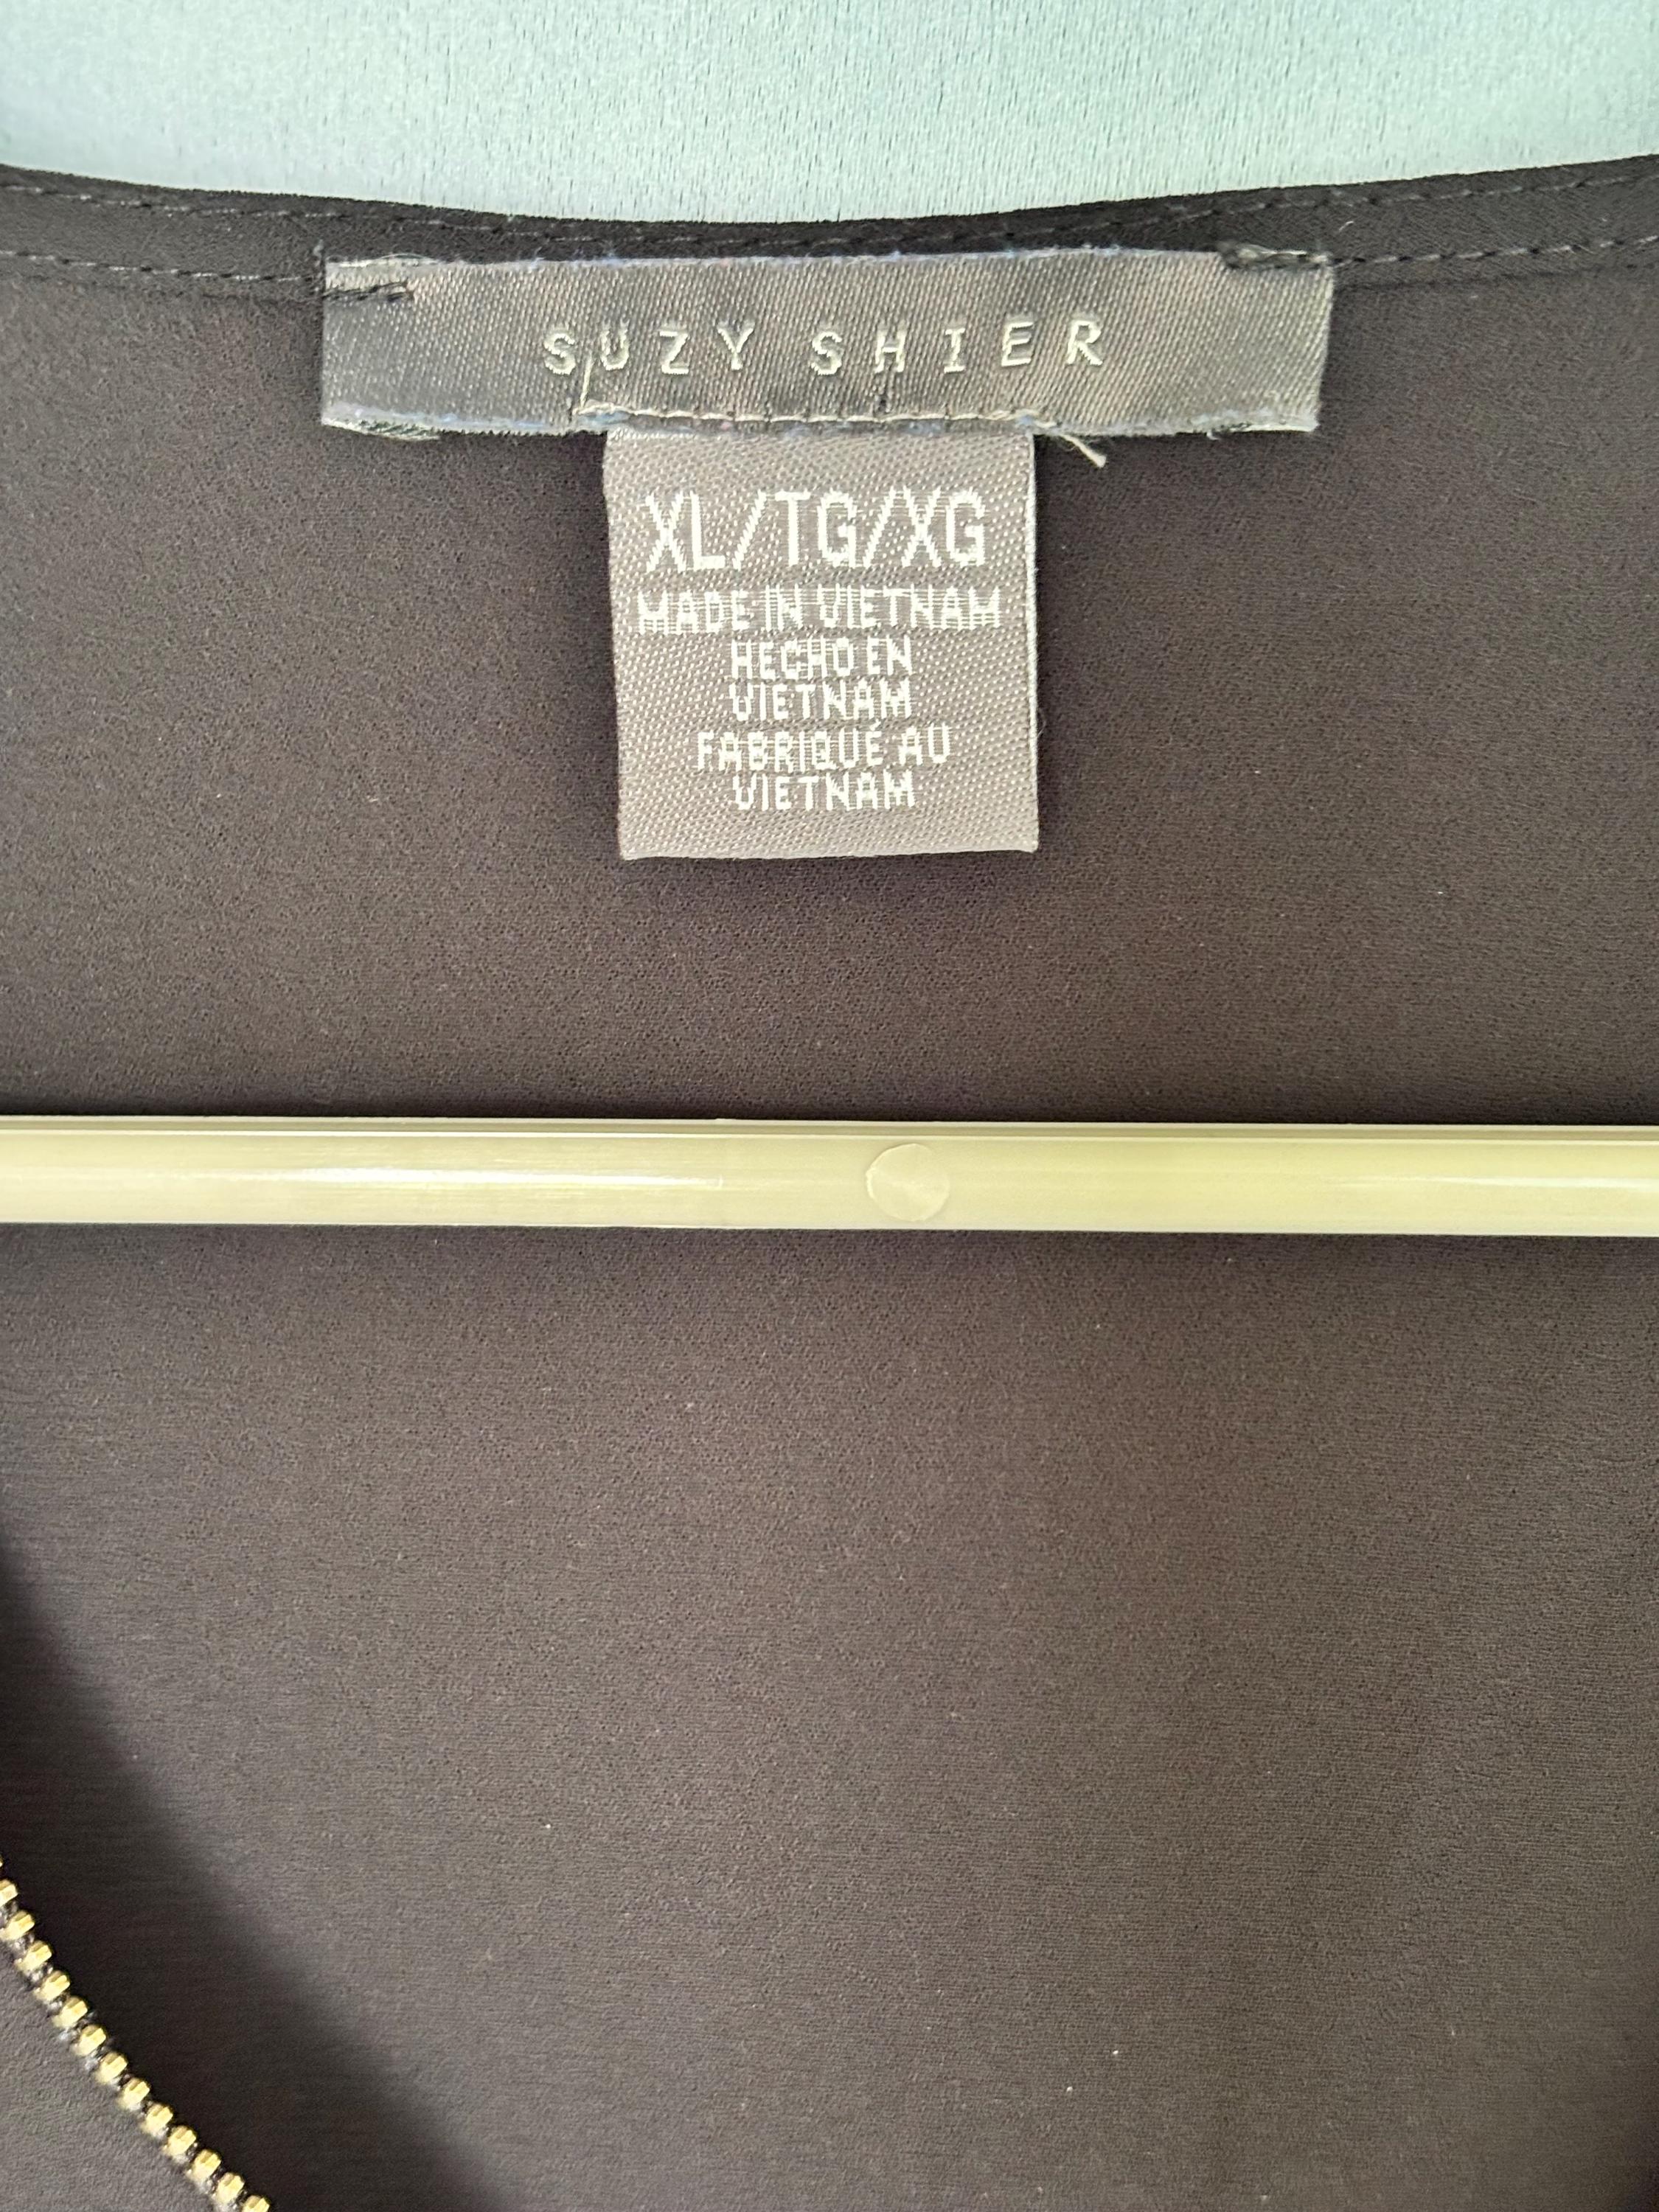 SUZY SHIER
XL/TG/XG
MADE IN VIETNAM
HECHO EN
VIETNAM
FABRIQUÉ AU
VIETNAM